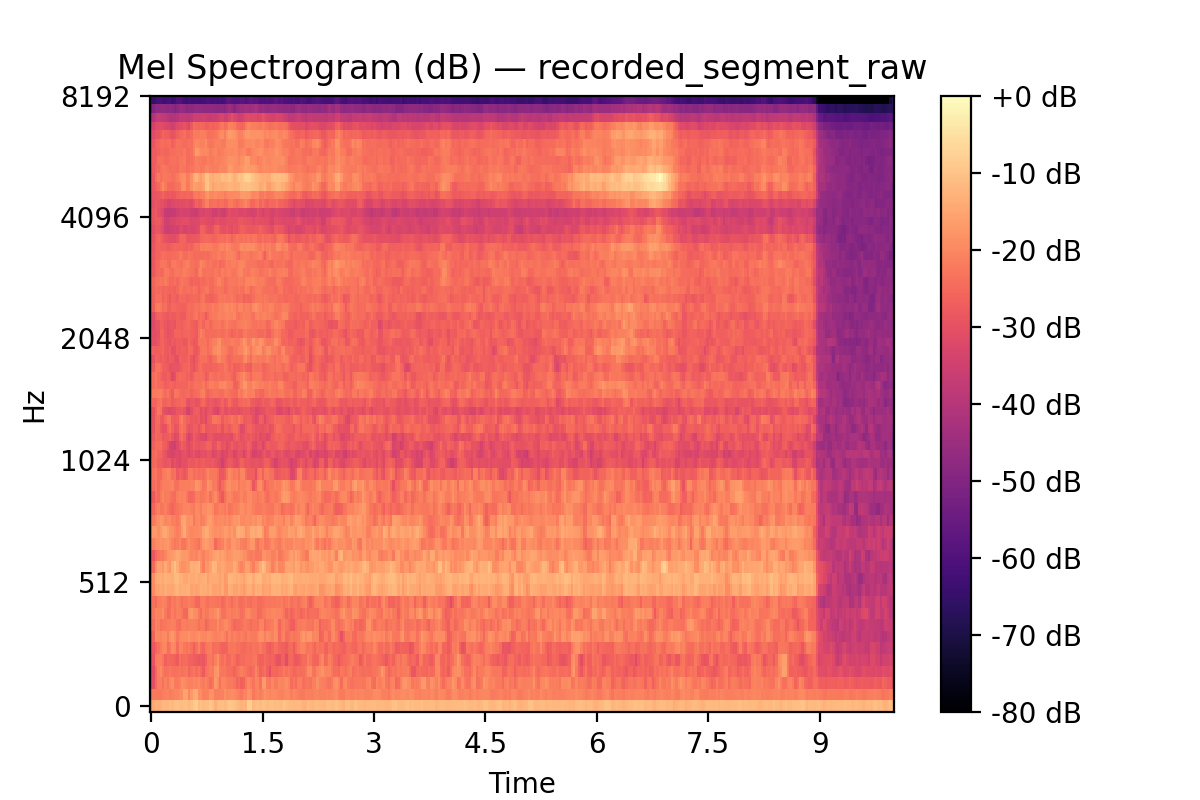 Mel Spectrogram (dB) — recorded_segment_raw
8192
4096
2048
1024
512
0
Hz
0 1.5 3 4.5 6 7.5 9
Time
+0 dB
-10 dB
-20 dB
-30 dB
-40 dB
-50 dB
-60 dB
-70 dB
-80 dB